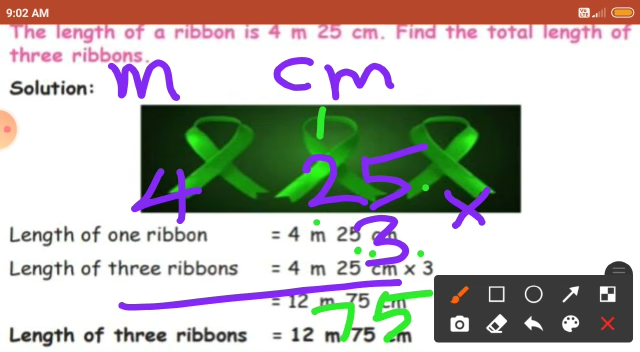 9:02 AM
The length of a ribbon is 4 m 25 cm. Find the total length of
three ribbons.
Solution: m cm
1
4 25 x
3
Length of one ribbon = 4 m 25 cm
Length of three ribbons = 4 m 25 cm x 3
= 12 m 75 cm
75
Length of three ribbons = 12 m 75 cm